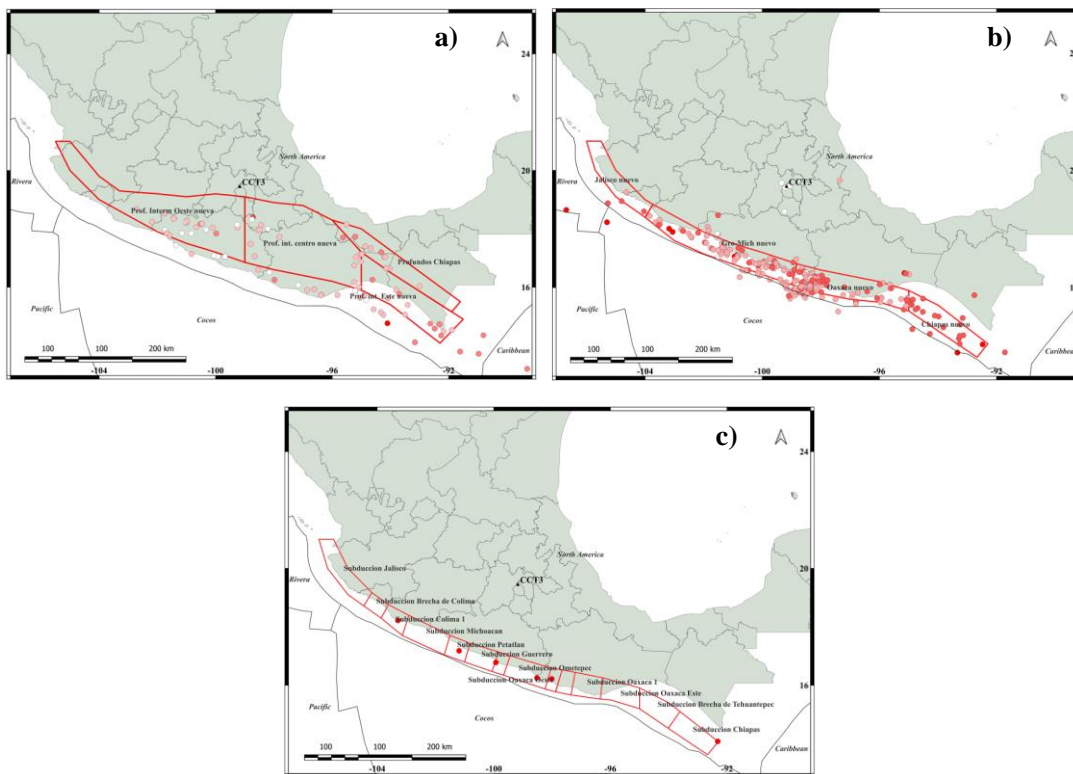 a)
24
North America
20
Rivera
CCT3
Prof. Interm Oeste nueva
Prof. int. centro nueva
Profundos Chiapas
Prof. int. Este nueva
16
Pacific
Cocos
Caribbean
100 100 200 km
-104 -100 -96 -92
b)
24
North America
20
Rivera
CCT3
Jalisco nuevo
Gro-Mich nuevo
Oaxaca nuevo
16
Chiapas nuevo
Pacific
Cocos
Caribbean
100 100 200 km
-104 -100 -96 -92
c)
24
North America
20
Rivera
CCT3
Subduccion Jalisco
Subduccion Brecha de Colima
Subduccion Colima 1
Subduccion Michoacan
Subduccion Petatlan
Subduccion Guerrero
Subduccion Ometepec
Subduccion Oaxaca
Subduccion Oaxaca 1
16
Subduccion Oaxaca Este
Subduccion Brecha de Tehuantepec
Subduccion Chiapas
Pacific
Cocos
Caribbean
100 100 200 km
-104 -100 -96 -92